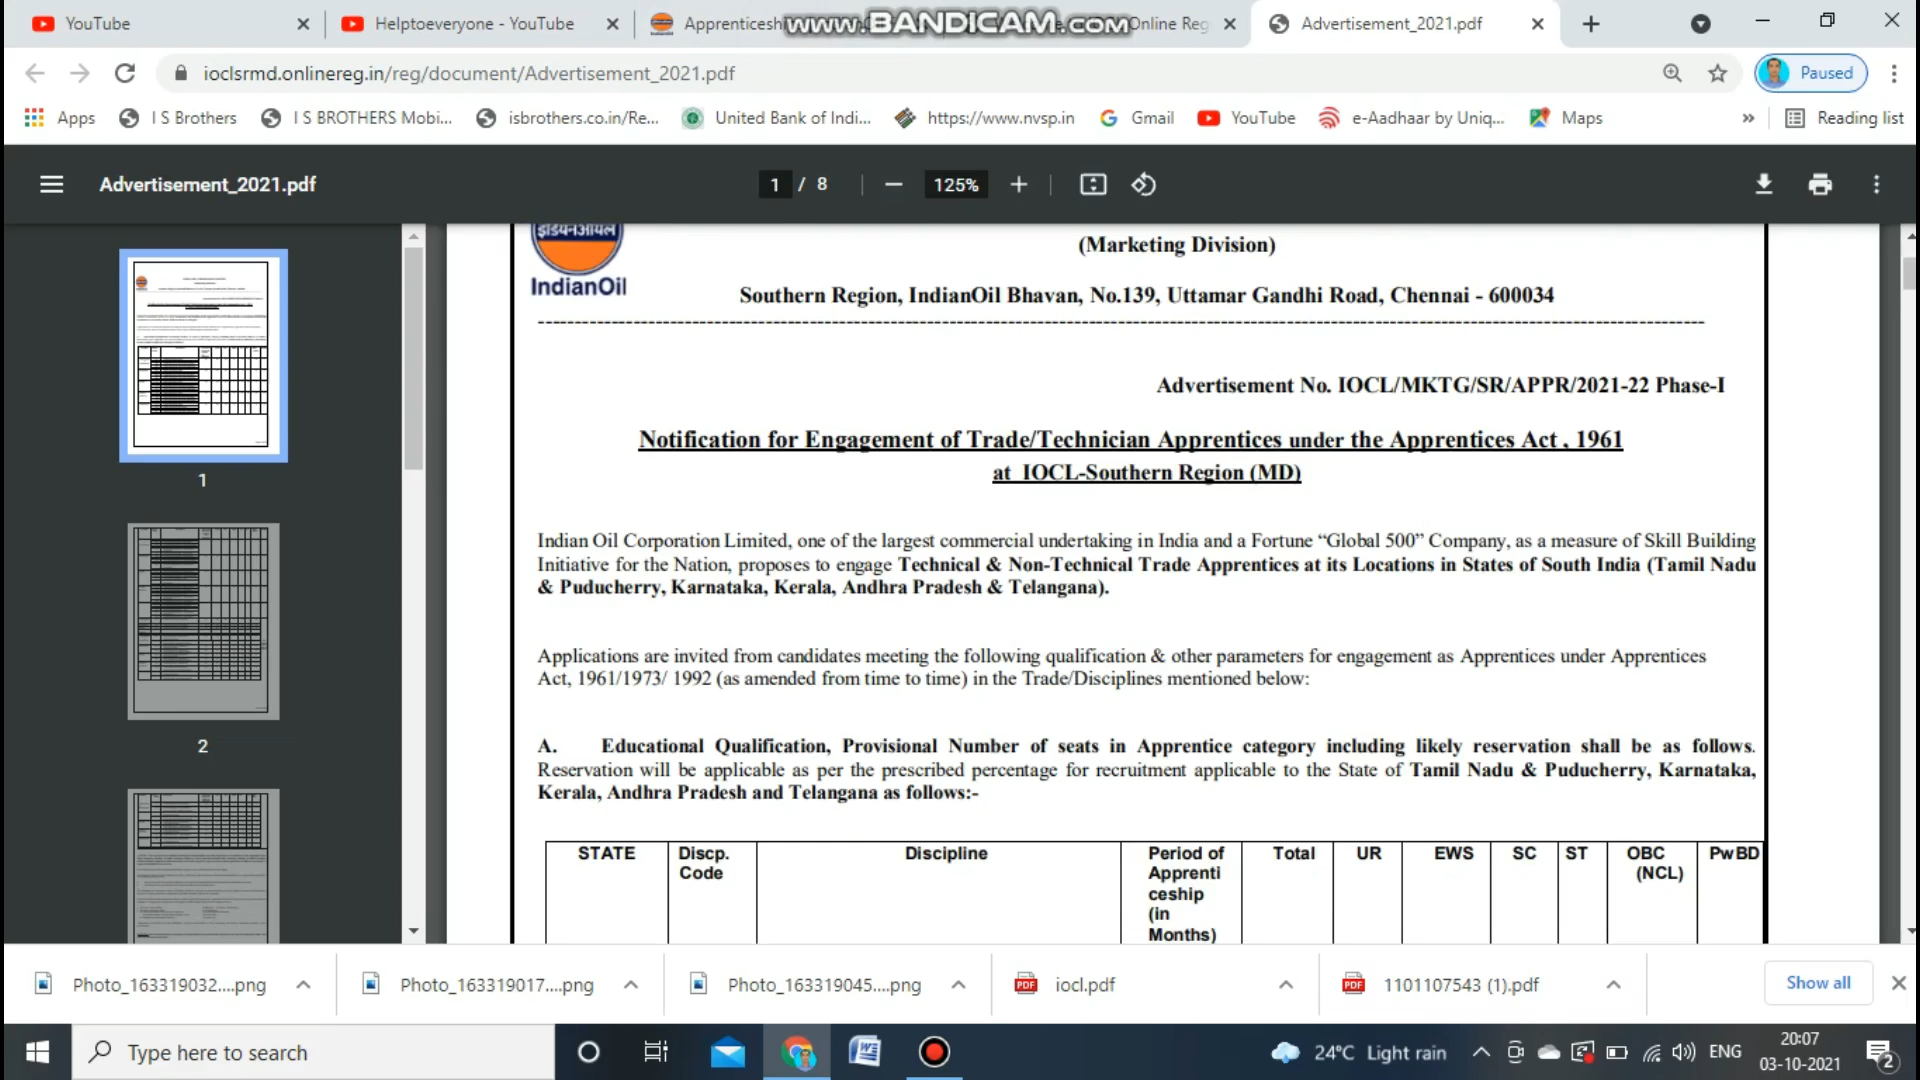 YouTube
Helptoeveryone - YouTube
Apprenticeshi
www.BANDICAM.com
Online Reg
Advertisement_2021.pdf
ioclsrmd.onlinereg.in/reg/document/Advertisement_2021.pdf
Paused
Apps
I S Brothers
I S BROTHERS Mobi...
isbrothers.co.in/Re...
United Bank of Indi...
https://www.nvsp.in
Gmail
YouTube
e-Aadhaar by Uniq...
Maps
»
Reading list
Advertisement_2021.pdf
1 / 8
125%
इंडियनऑयल
IndianOil
(Marketing Division)
Southern Region, IndianOil Bhavan, No.139, Uttamar Gandhi Road, Chennai - 600034
Advertisement No. IOCL/MKTG/SR/APPR/2021-22 Phase-I
Notification for Engagement of Trade/Technician Apprentices under the Apprentices Act , 1961
at IOCL-Southern Region (MD)
Indian Oil Corporation Limited, one of the largest commercial undertaking in India and a Fortune “Global 500” Company, as a measure of Skill Building
Initiative for the Nation, proposes to engage Technical & Non-Technical Trade Apprentices at its Locations in States of South India (Tamil Nadu
& Puducherry, Karnataka, Kerala, Andhra Pradesh & Telangana).
Applications are invited from candidates meeting the following qualification & other parameters for engagement as Apprentices under Apprentices
Act, 1961/1973/ 1992 (as amended from time to time) in the Trade/Disciplines mentioned below:
A. Educational Qualification, Provisional Number of seats in Apprentice category including likely reservation shall be as follows.
Reservation will be applicable as per the prescribed percentage for recruitment applicable to the State of Tamil Nadu & Puducherry, Karnataka,
Kerala, Andhra Pradesh and Telangana as follows:-
STATE
Discp.
Code
Discipline
Period of
Apprenti
ceship
(in
Months)
Total
UR
EWS
SC
ST
OBC
(NCL)
PwBD
1
2
Photo_163319032....png
Photo_163319017....png
Photo_163319045....png
iocl.pdf
1101107543 (1).pdf
Show all
Type here to search
24°C Light rain
ENG
20:07
03-10-2021
2